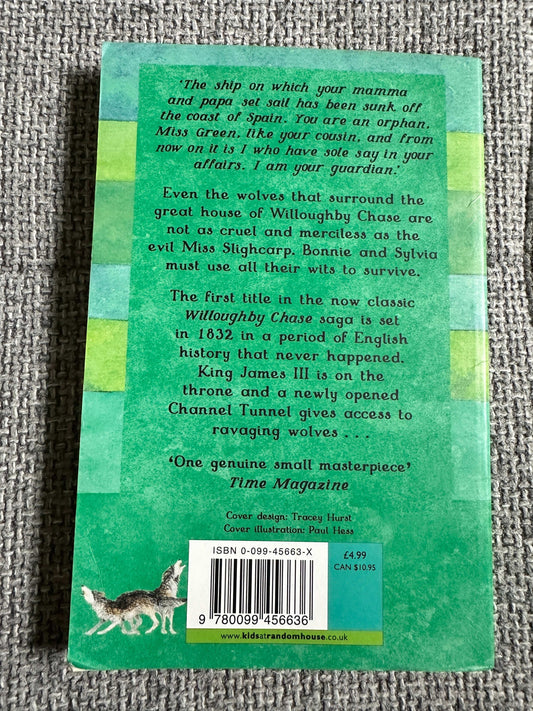 ‘The ship on which your mamma
and papa set sail has been sunk off
the coast of Spain. You are an orphan,
Miss Green, like your cousin, and from
now on it is I who have sole say in your
affairs. I am your guardian.’
Even the wolves that surround the
great house of Willoughby Chase are
not as cruel and merciless as the
evil Miss Slighcarp. Bonnie and Sylvia
must use all their wits to survive.
The first title in the now classic
Willoughby Chase saga is set
in 1832 in a period of English
history that never happened.
King James III is on the
throne and a newly opened
Channel Tunnel gives access to
ravaging wolves . . .
‘One genuine small masterpiece’
Time Magazine
Cover design: Tracey Hurst
Cover illustration: Paul Hess
ISBN 0-099-45663-X
£4.99
CAN $10.95
9 780099 456636
www.kidsatrandomhouse.co.uk